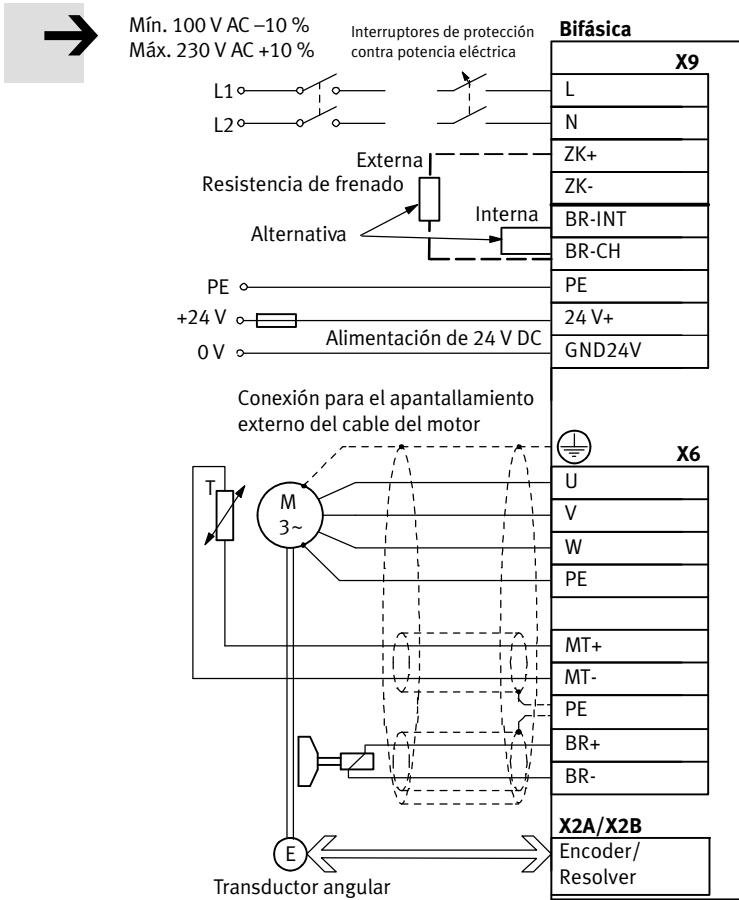 Mín. 100 V AC –10 %
Máx. 230 V AC +10 %
Interruptores de protección
contra potencia eléctrica
Bifásica
X9
L1
L
L2
N
Externa
ZK+
Resistencia de frenado
ZK-
Interna
BR-INT
Alternativa
BR-CH
PE
PE
+24 V
24 V+
Alimentación de 24 V DC
0 V
GND24V
Conexión para el apantallamiento
externo del cable del motor
X6
T
M
3~
U
V
W
PE
MT+
MT-
PE
BR+
BR-
X2A/X2B
E
Encoder/
Resolver
Transductor angular